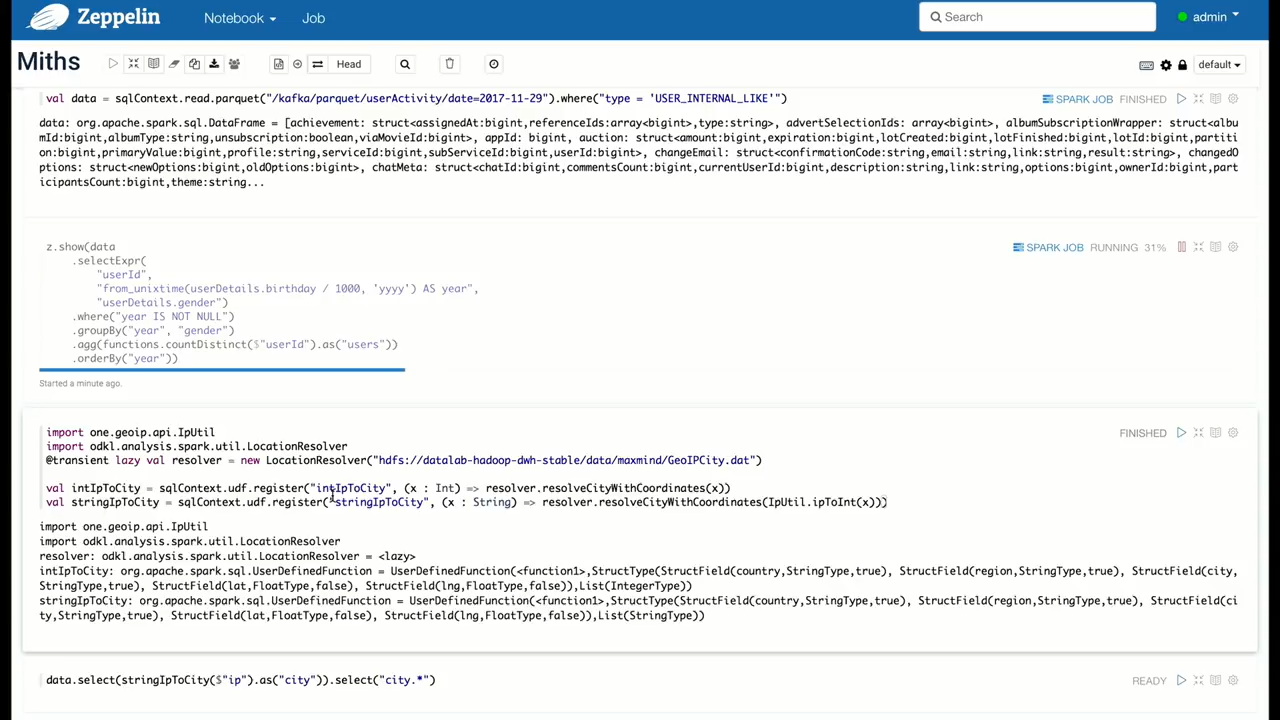 Zeppelin
Notebook
Job
Search
admin
Miths
Head
default
val data = sqlContext.read.parquet("/kafka/parquet/userActivity/date=2017-11-29").where("type = 'USER_INTERNAL_LIKE'")
SPARK JOB FINISHED
data: org.apache.spark.sql.DataFrame = [achievement: struct<assignedAt:bigint,referenceIds:array<bigint>,type:string>, advertSelectionIds: array<bigint>, albumSubscriptionWrapper: struct<albu
mId:bigint,albumType:string,unsubscription:boolean,viaMovieId:bigint>, appId: bigint, auction: struct<amount:bigint,expiration:bigint,lotCreated:bigint,lotFinished:bigint,lotId:bigint,partiti
on:bigint,primaryValue:bigint,profile:string,serviceId:bigint,subServiceId:bigint,userId:bigint>, changeEmail: struct<confirmationCode:string,email:string,link:string,result:string>, changedO
ptions: struct<newOptions:bigint,oldOptions:bigint>, chatMeta: struct<chatId:bigint,commentsCount:bigint,currentUserId:bigint,description:string,link:string,options:bigint,ownerId:bigint,part
icipantsCount:bigint,theme:string...
z.show(data
SPARK JOB RUNNING 31%
.selectExpr(
"userId",
"from_unixtime(userDetails.birthday / 1000, 'yyyy') AS year",
"userDetails.gender")
.where("year IS NOT NULL")
.groupBy("year", "gender")
.agg(functions.countDistinct($"userId").as("users"))
.orderBy("year"))
Started a minute ago.
import one.geoip.api.IpUtil
FINISHED
import odkl.analysis.spark.util.LocationResolver
@transient lazy val resolver = new LocationResolver("hdfs://datalab-hadoop-dwh-stable/data/maxmind/GeoIPCity.dat")
val intIpToCity = sqlContext.udf.register("intIpToCity", (x : Int) => resolver.resolveCityWithCoordinates(x))
val stringIpToCity = sqlContext.udf.register("stringIpToCity", (x : String) => resolver.resolveCityWithCoordinates(IpUtil.ipToInt(x)))
import one.geoip.api.IpUtil
import odkl.analysis.spark.util.LocationResolver
resolver: odkl.analysis.spark.util.LocationResolver = <lazy>
intIpToCity: org.apache.spark.sql.UserDefinedFunction = UserDefinedFunction(<function1>,StructType(StructField(country,StringType,true), StructField(region,StringType,true), StructField(city,
StringType,true), StructField(lat,FloatType,false), StructField(lng,FloatType,false)),List(IntegerType))
stringIpToCity: org.apache.spark.sql.UserDefinedFunction = UserDefinedFunction(<function1>,StructType(StructField(country,StringType,true), StructField(region,StringType,true), StructField(ci
ty,StringType,true), StructField(lat,FloatType,false), StructField(lng,FloatType,false)),List(StringType))
data.select(stringIpToCity($"ip").as("city")).select("city.*")
READY